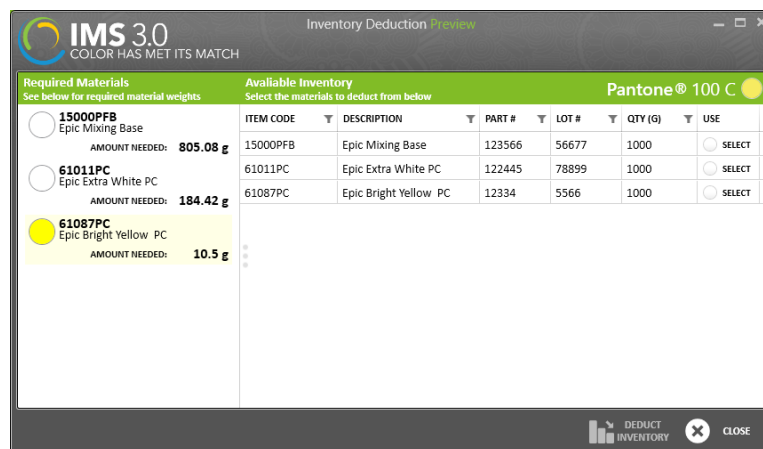 Inventory Deduction Preview
IMS 3.0
COLOR HAS MET ITS MATCH
Required Materials
See below for required material weights
Avaliable Inventory
Select the materials to deduct from below
Pantone® 100 C
15000PFB
Epic Mixing Base
AMOUNT NEEDED: 805.08 g
61011PC
Epic Extra White PC
AMOUNT NEEDED: 184.42 g
61087PC
Epic Bright Yellow PC
AMOUNT NEEDED: 10.5 g
ITEM CODE DESCRIPTION PART # LOT # QTY (G) USE
15000PFB Epic Mixing Base 123566 56677 1000 SELECT
61011PC Epic Extra White PC 122445 78899 1000 SELECT
61087PC Epic Bright Yellow PC 12334 5566 1000 SELECT
DEDUCT
INVENTORY
CLOSE